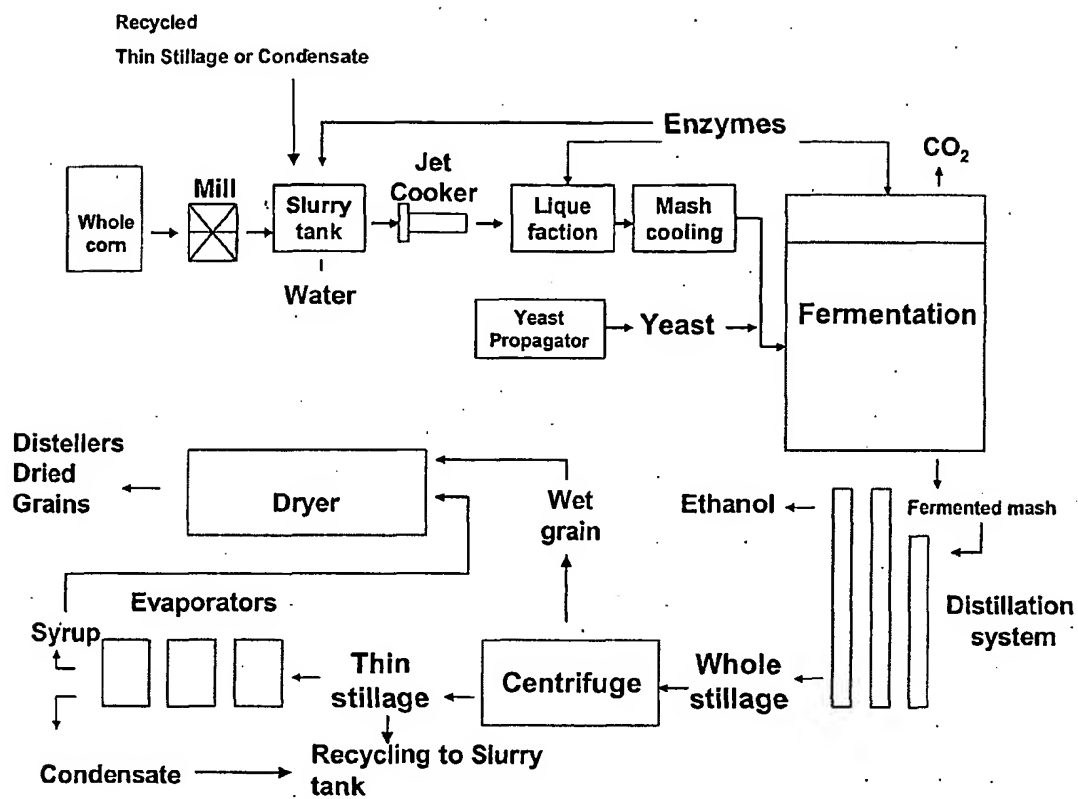 Recycled
Thin Stillage or Condensate
Enzymes
CO2
Whole
corn
Mill
Slurry
tank
Water
Jet
Cooker
Lique
faction
Mash
cooling
Yeast
Propagator
Yeast
Fermentation
Distellers
Dried
Grains
Dryer
Wet
grain
Ethanol
Fermented mash
Distillation
system
Evaporators
Syrup
Thin
stillage
Centrifuge
Whole
stillage
Condensate
Recycling to Slurry
tank